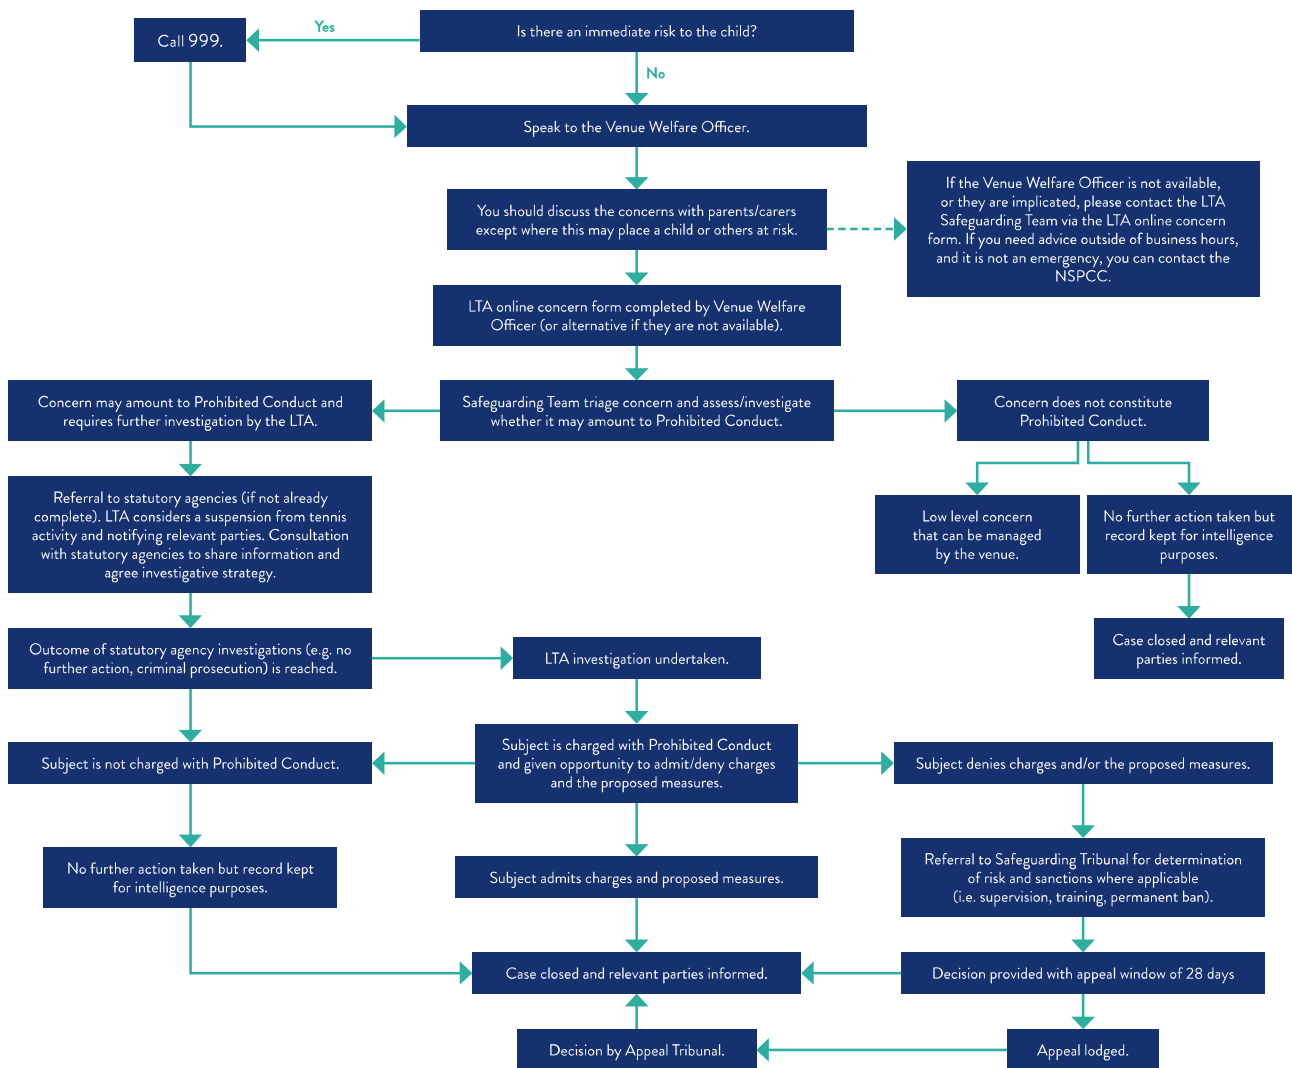 Call 999.
Yes
Is there an immediate risk to the child?
No
Speak to the Venue Welfare Officer.
You should discuss the concerns with parents/carers
except where this may place a child or others at risk.
If the Venue Welfare Officer is not available,
or they are implicated, please contact the LTA
Safeguarding Team via the LTA online concern
form. If you need advice outside of business hours,
and it is not an emergency, you can contact the
NSPCC.
LTA online concern form completed by Venue Welfare
Officer (or alternative if they are not available).
Concern may amount to Prohibited Conduct and
requires further investigation by the LTA.
Safeguarding Team triage concern and assess/investigate
whether it may amount to Prohibited Conduct.
Concern does not constitute
Prohibited Conduct.
Referral to statutory agencies (if not already
complete). LTA considers a suspension from tennis
activity and notifying relevant parties. Consultation
with statutory agencies to share information and
agree investigative strategy.
Low level concern
that can be managed
by the venue.
No further action taken but
record kept for intelligence
purposes.
Case closed and relevant
parties informed.
Outcome of statutory agency investigations (e.g. no
further action, criminal prosecution) is reached.
LTA investigation undertaken.
Subject is not charged with Prohibited Conduct.
Subject is charged with Prohibited Conduct
and given opportunity to admit/deny charges
and the proposed measures.
Subject denies charges and/or the proposed measures.
No further action taken but record kept
for intelligence purposes.
Subject admits charges and proposed measures.
Referral to Safeguarding Tribunal for determination
of risk and sanctions where applicable
(i.e. supervision, training, permanent ban).
Case closed and relevant parties informed.
Decision provided with appeal window of 28 days
Decision by Appeal Tribunal.
Appeal lodged.